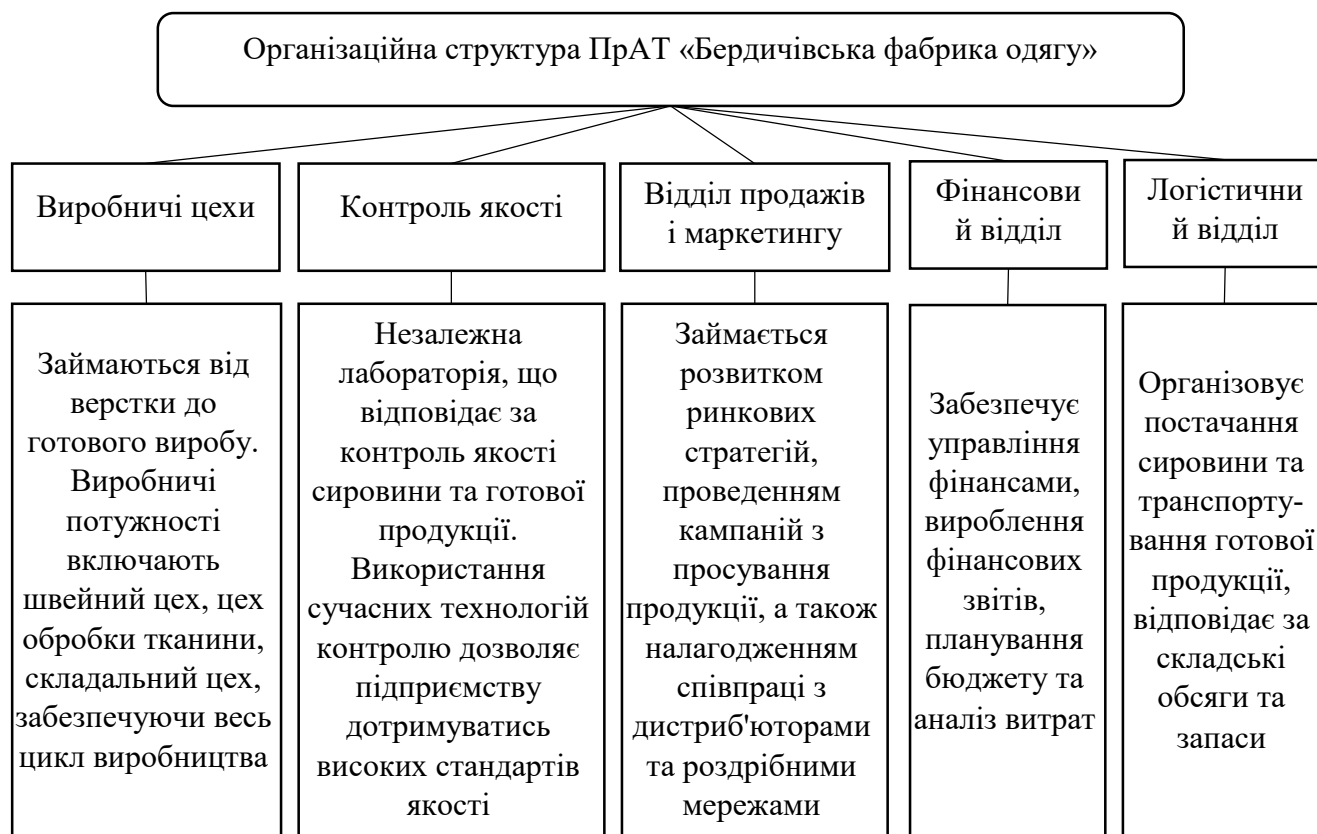 Організаційна структура ПрАТ «Бердичівська фабрика одягу»
Виробничі цехи
Контроль якості
Відділ продажів
і маркетингу
Фінансови
й відділ
Логістични
й відділ
Займаються від
верстки до
готового виробу.
Виробничі
потужності
включають
швейний цех, цех
обробки тканини,
складальний цех,
забезпечуючи весь
цикл виробництва
Незалежна
лабораторія, що
відповідає за
контроль якості
сировини та готової
продукції.
Використання
сучасних технологій
контролю дозволяє
підприємству
дотримуватись
високих стандартів
якості
Займається
розвитком
ринкових
стратегій,
проведенням
кампаній з
просування
продукції, а також
налагодженням
співпраці з
дистриб'юторами
та роздрібними
мережами
Забезпечує
управління
фінансами,
вироблення
фінансових
звітів,
планування
бюджету та
аналіз витрат
Організовує
постачання
сировини та
транспорту-
вання готової
продукції,
відповідає за
складські
обсяги та
запаси